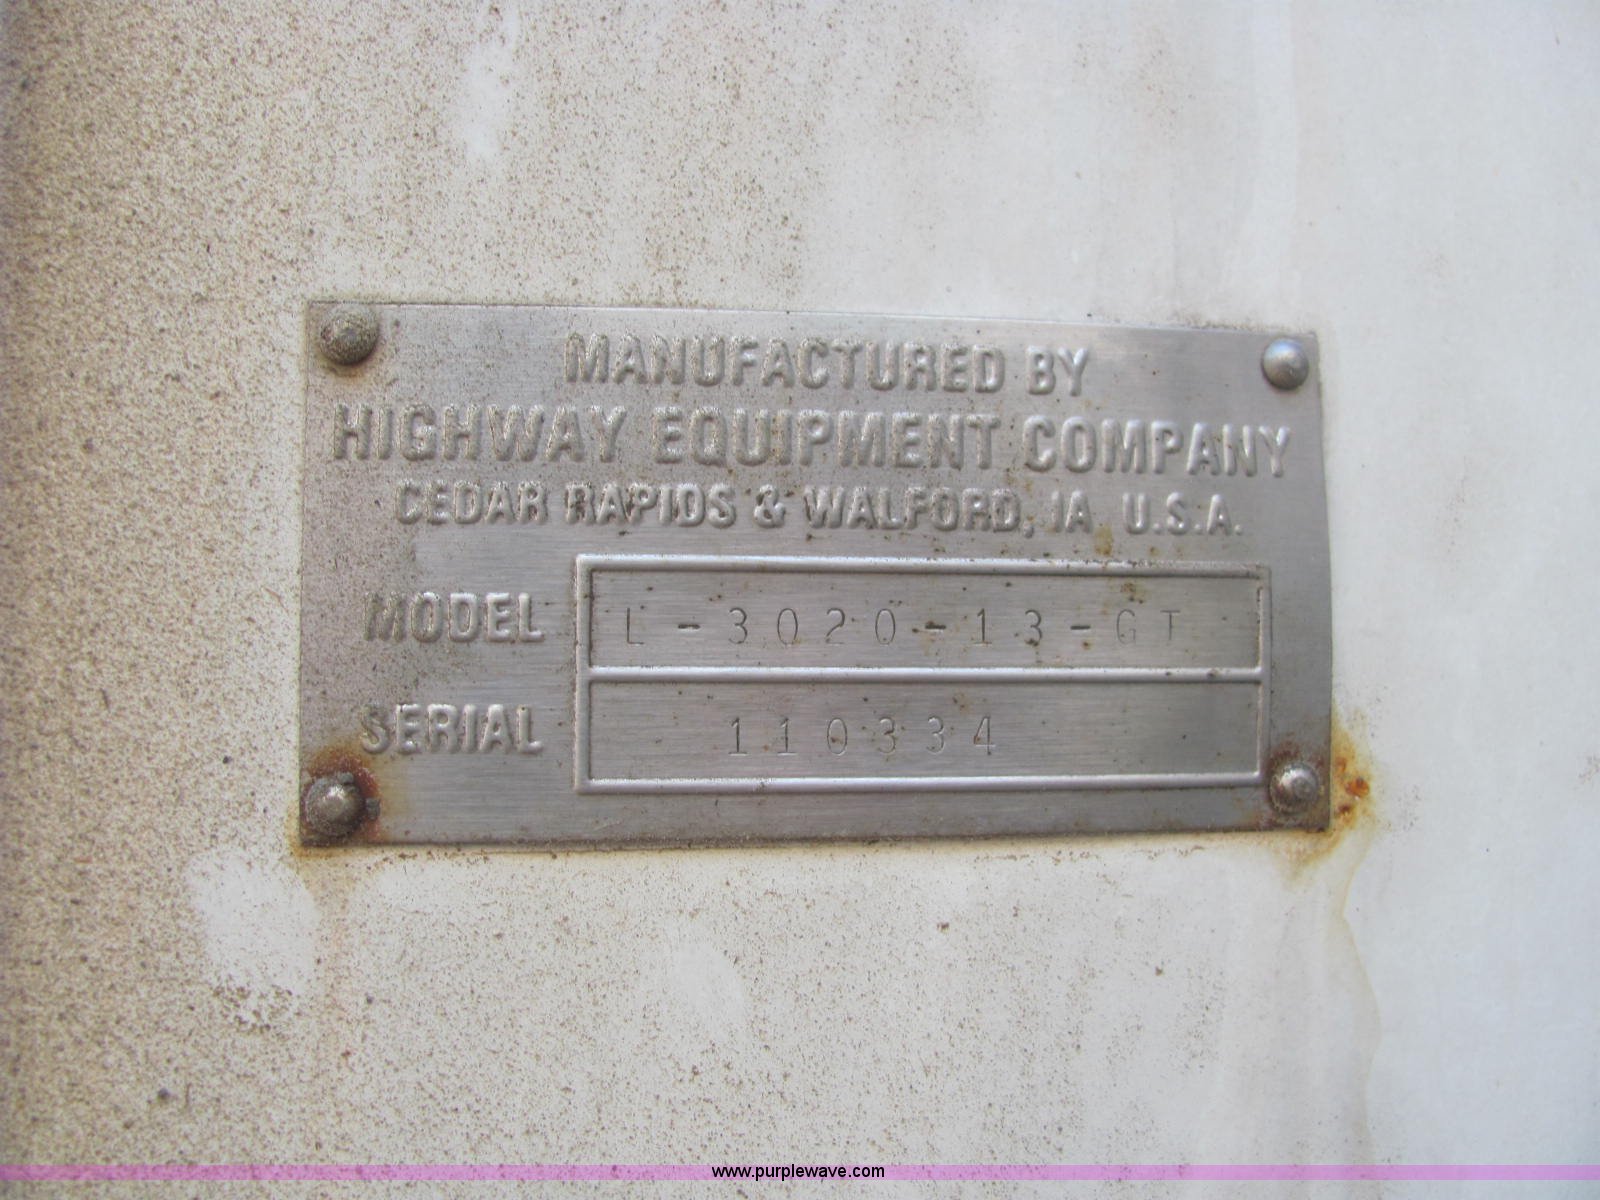 MANUFACTURED BY
HIGHWAY EQUIPMENT COMPANY
CEDAR RAPIDS & WALFORD, IA U.S.A.
MODEL L-3020-13-GT
SERIAL 110334
www.purplewave.com